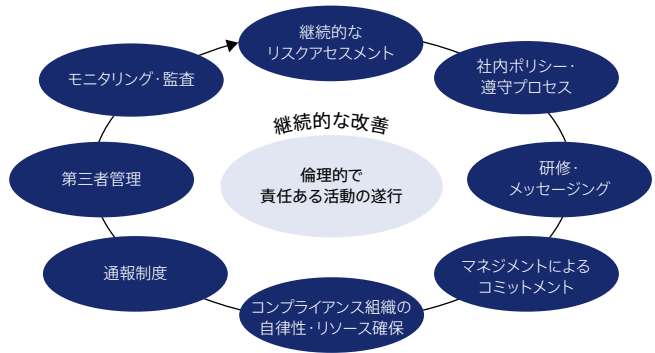 継続的な
リスクアセスメント
社内ポリシー・
遵守プロセス
研修・
メッセージング
マネジメントによる
コミットメント
コンプライアンス組織の
自律性・リソース確保
通報制度
第三者管理
モニタリング・監査
継続的な改善
倫理的で
責任ある活動の遂行